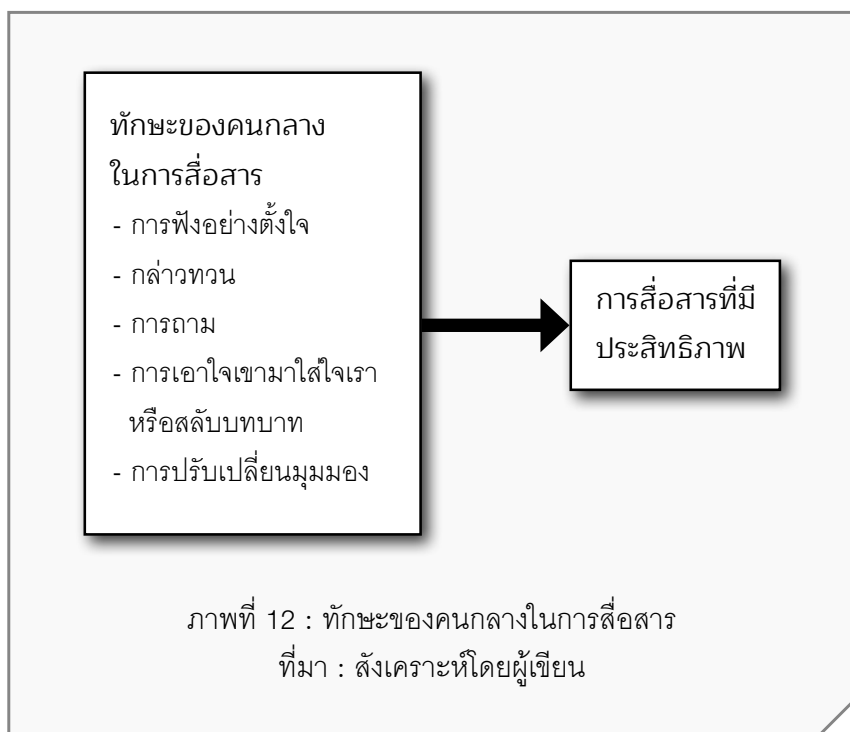 ทักษะของคนกลาง
ในการสื่อสาร
- การฟังอย่างตั้งใจ
- กล่าวทวน
- การถาม
- การเอาใจเขามาใส่ใจเรา
หรือสลับบทบาท
- การปรับเปลี่ยนมุมมอง
การสื่อสารที่มี
ประสิทธิภาพ
ภาพที่ 12 : ทักษะของคนกลางในการสื่อสาร
ที่มา : สังเคราะห์โดยผู้เขียน